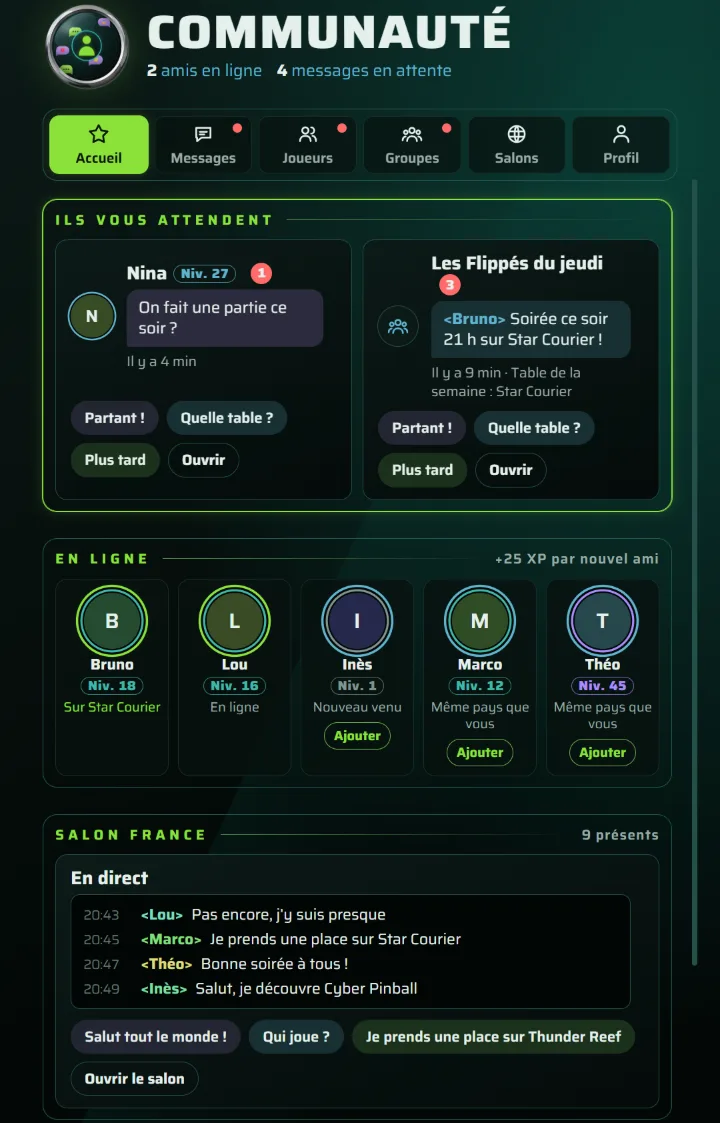 COMMUNAUTÉ
2 amis en ligne 4 messages en attente
Accueil
Messages
Joueurs
Groupes
Salons
Profil
ILS VOUS ATTENDENT
Nina Niv. 27 1
N
On fait une partie ce
soir ?
Il y a 4 min
Partant !
Quelle table ?
Plus tard
Ouvrir
Les Flippés du jeudi
3
<Bruno> Soirée ce soir
21 h sur Star Courier !
Il y a 9 min · Table de la
semaine : Star Courier
Partant !
Quelle table ?
Plus tard
Ouvrir
EN LIGNE
+25 XP par nouvel ami
B
Bruno
Niv. 18
Sur Star Courier
L
Lou
Niv. 16
En ligne
I
Inès
Niv. 1
Nouveau venu
Ajouter
M
Marco
Niv. 12
Même pays que
vous
Ajouter
T
Théo
Niv. 45
Même pays que
vous
Ajouter
SALON FRANCE
9 présents
En direct
20:43 <Lou> Pas encore, j'y suis presque
20:45 <Marco> Je prends une place sur Star Courier
20:47 <Théo> Bonne soirée à tous !
20:49 <Inès> Salut, je découvre Cyber Pinball
Salut tout le monde !
Qui joue ?
Je prends une place sur Thunder Reef
Ouvrir le salon